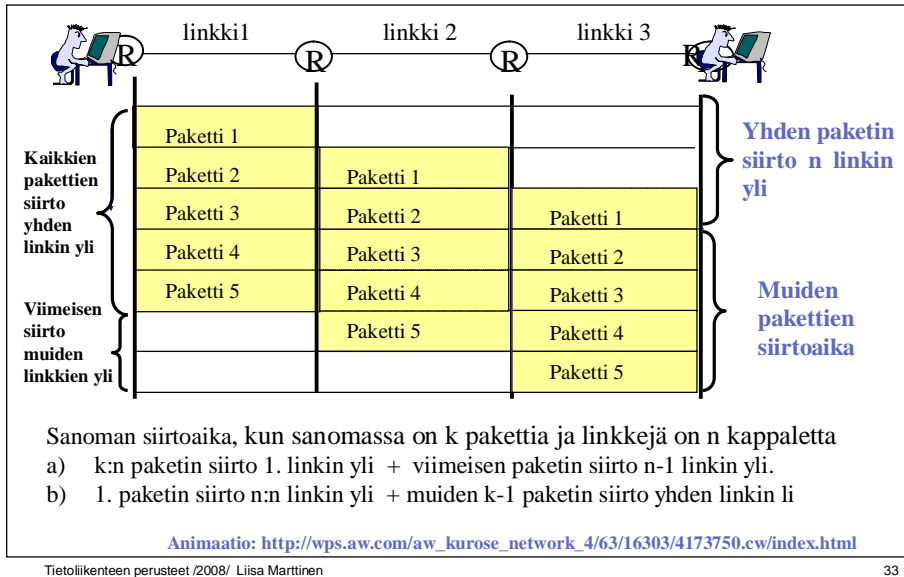 linkki1 linkki 2 linkki 3
R R R R
Paketti 1
Paketti 2 Paketti 1
Paketti 3 Paketti 2 Paketti 1
Paketti 4 Paketti 3 Paketti 2
Paketti 5 Paketti 4 Paketti 3
Paketti 5 Paketti 4
Paketti 5
Kaikkien
pakettien
siirto
yhden
linkin yli
Viimeisen
siirto
muiden
linkkien yli
Yhden paketin
siirto n linkin
yli
Muiden
pakettien
siirtoaika
Sanoman siirtoaika, kun sanomassa on k pakettia ja linkkejä on n kappaletta
a) k:n paketin siirto 1. linkin yli + viimeisen paketin siirto n-1 linkin yli.
b) 1. paketin siirto n:n linkin yli + muiden k-1 paketin siirto yhden linkin li
Animaatio: http://wps.aw.com/aw_kurose_network_4/63/16303/4173750.cw/index.html
Tietoliikenteen perusteet /2008/ Liisa Marttinen 33